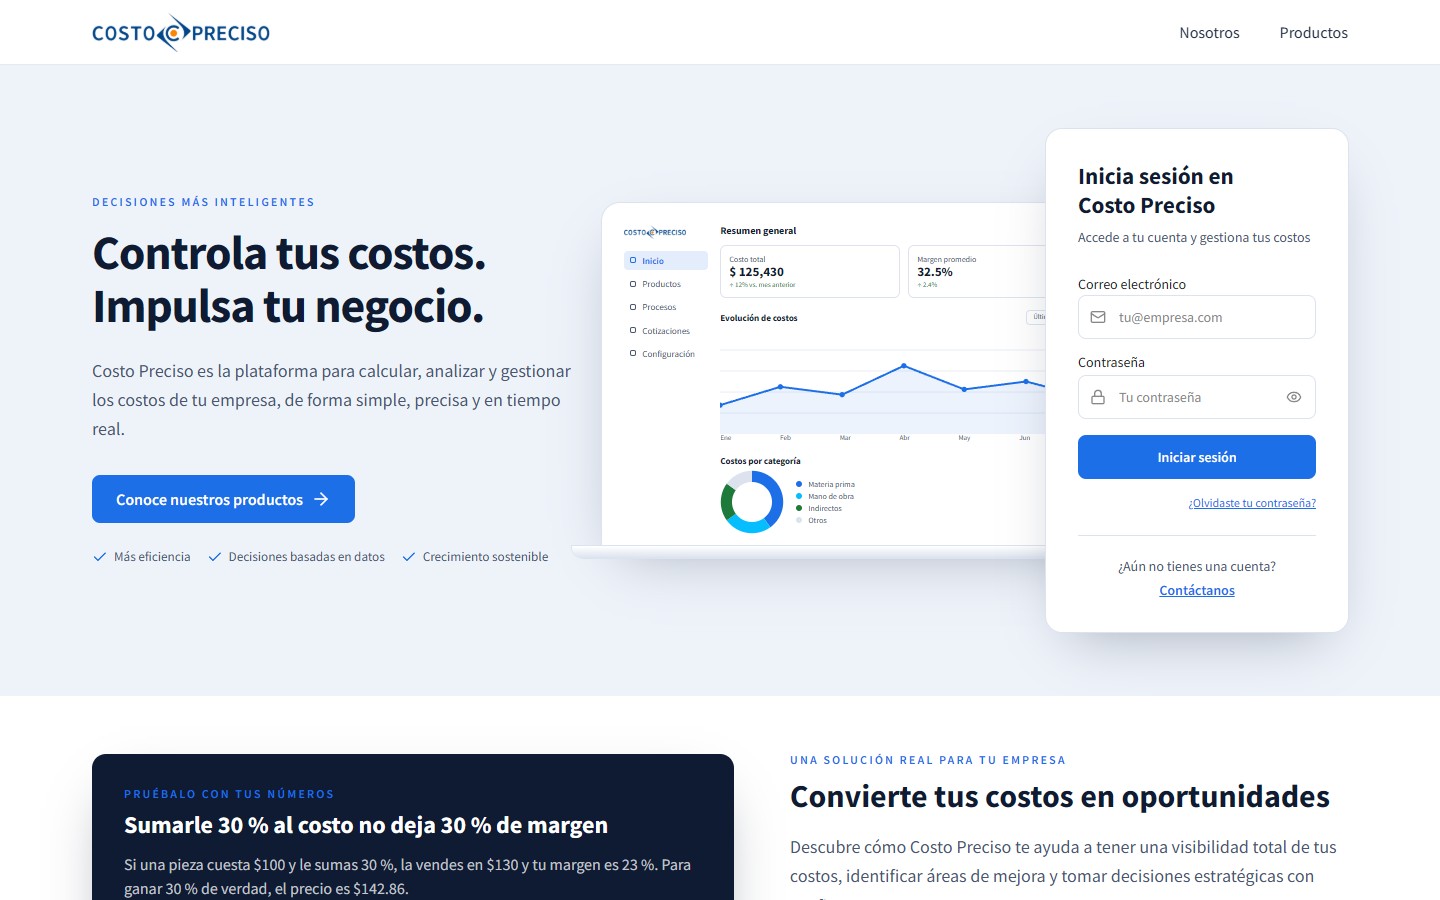 COSTO C PRECISO
Nosotros
Productos
DECISIONES MÁS INTELIGENTES
Controla tus costos.
Impulsa tu negocio.
Costo Preciso es la plataforma para calcular, analizar y gestionar
los costos de tu empresa, de forma simple, precisa y en tiempo
real.
Conoce nuestros productos
Más eficiencia
Decisiones basadas en datos
Crecimiento sostenible
COSTO C PRECISO
Inicio
Productos
Procesos
Cotizaciones
Configuración
Resumen general
Costo total
$ 125,430
+ 12% vs. mes anterior
Margen promedio
32.5%
+ 2.4%
Evolución de costos
Ene Feb Mar Abr May Jun
Costos por categoría
Materia prima
Mano de obra
Indirectos
Otros
Inicia sesión en
Costo Preciso
Accede a tu cuenta y gestiona tus costos
Correo electrónico
tu@empresa.com
Contraseña
Tu contraseña
Iniciar sesión
¿Olvidaste tu contraseña?
¿Aún no tienes una cuenta?
Contáctanos
PRUÉBALO CON TUS NÚMEROS
Sumarle 30 % al costo no deja 30 % de margen
Si una pieza cuesta $100 y le sumas 30 %, la vendes en $130 y tu margen es 23 %. Para
ganar 30 % de verdad, el precio es $142.86.
UNA SOLUCIÓN REAL PARA TU EMPRESA
Convierte tus costos en oportunidades
Descubre cómo Costo Preciso te ayuda a tener una visibilidad total de tus
costos, identificar áreas de mejora y tomar decisiones estratégicas con